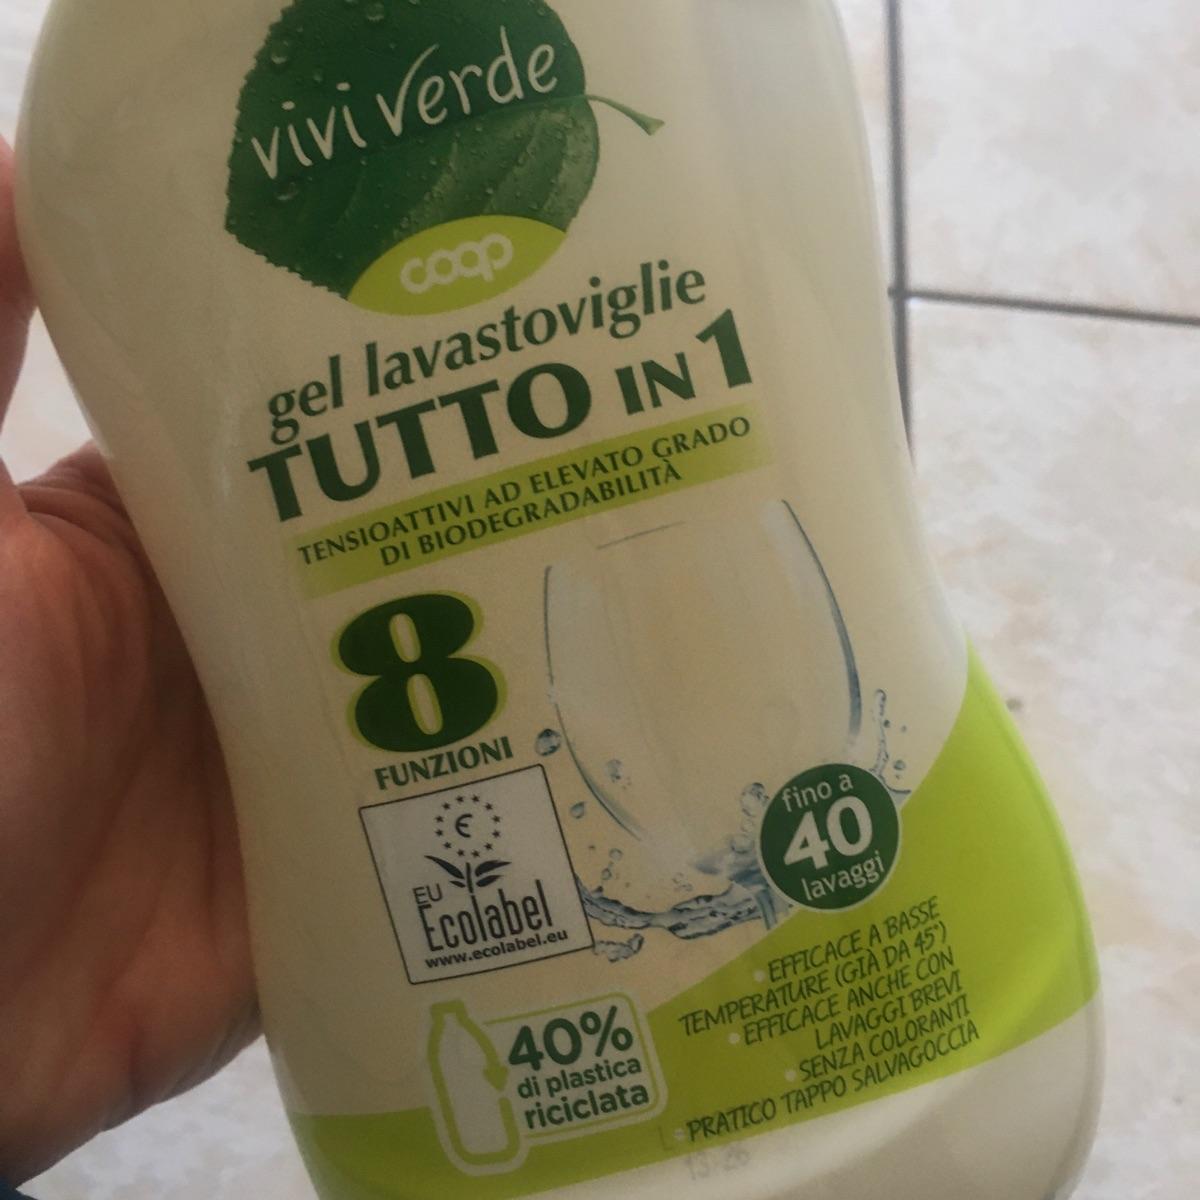 vivi verde
coop
gel lavastoviglie
TUTTO IN 1
TENSIOATTIVI AD ELEVATO GRADO
DI BIODEGRADABILITÀ
8
FUNZIONI
€
EU
Ecolabel
www.ecolabel.eu
fino a
40
lavaggi
40%
di plastica
riciclata
• EFFICACE A BASSE
TEMPERATURE (GIÀ DA 45°)
• EFFICACE ANCHE CON
LAVAGGI BREVI
• SENZA COLORANTI
• PRATICO TAPPO SALVAGOCCIA